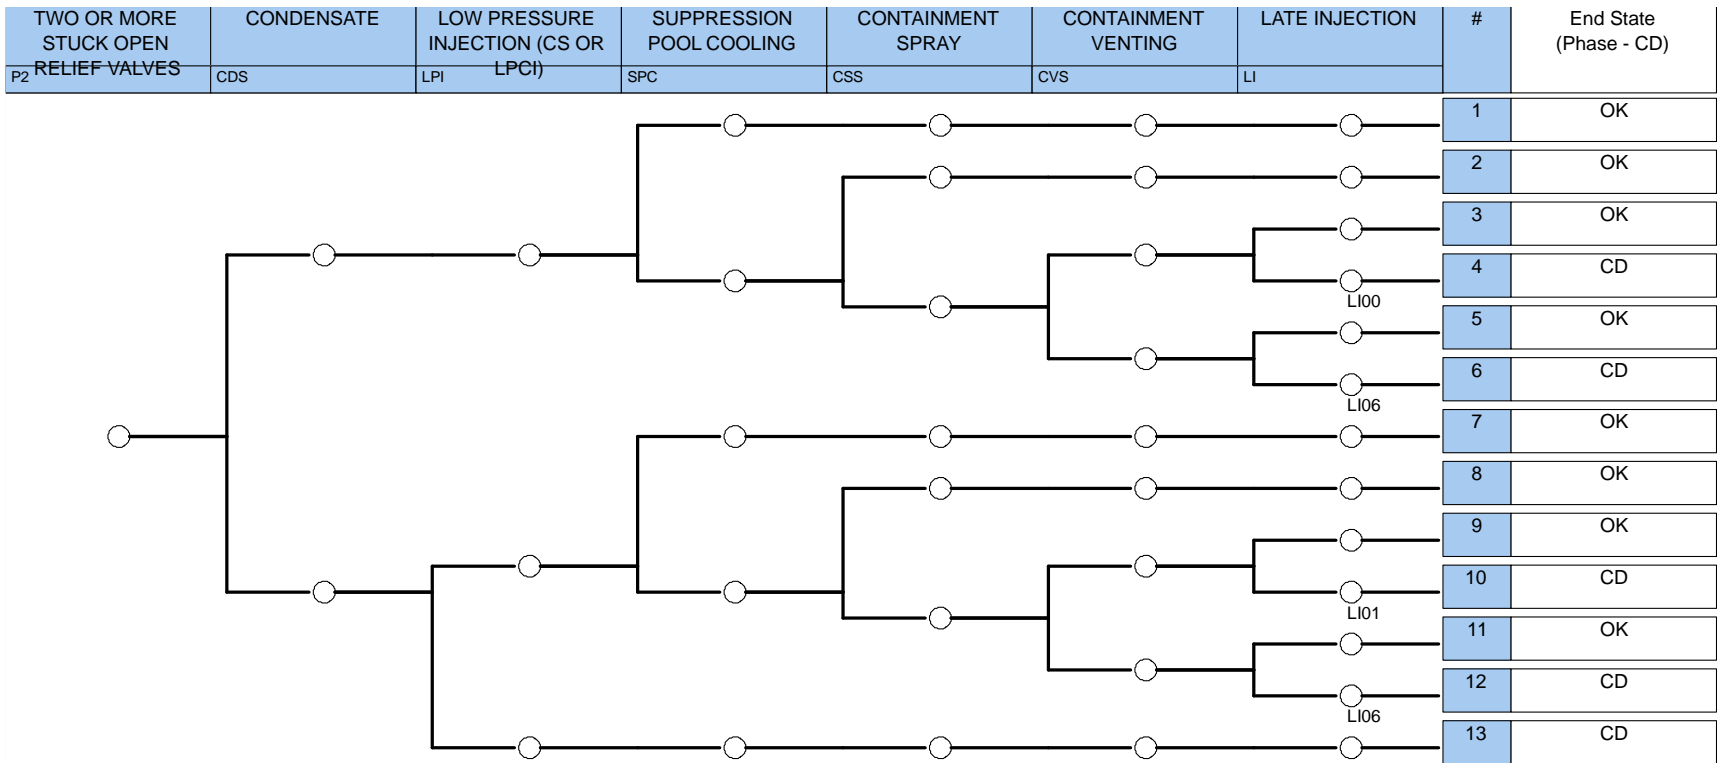 TWO OR MORE
STUCK OPEN
RELIEF VALVES
P2
CONDENSATE
CDS
LOW PRESSURE
INJECTION (CS OR
LPCI)
LPI
SUPPRESSION
POOL COOLING
SPC
CONTAINMENT
SPRAY
CSS
CONTAINMENT
VENTING
CVS
LATE INJECTION
LI
#
End State
(Phase - CD)
1 OK
2 OK
3 OK
4 CD
LI00
5 OK
6 CD
LI06
7 OK
8 OK
9 OK
10 CD
LI01
11 OK
12 CD
LI06
13 CD